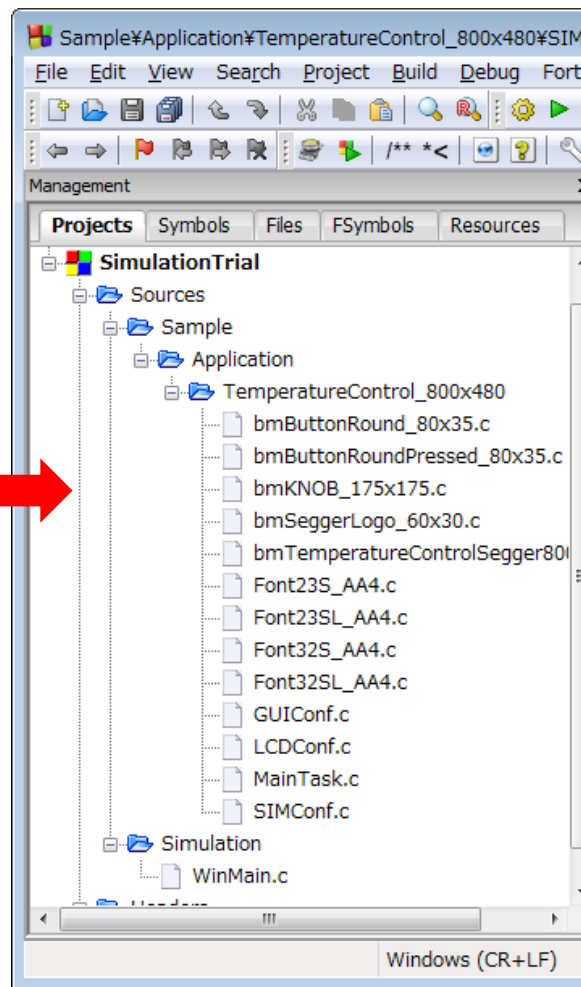 Sample¥Application¥TemperatureControl_800x480¥SIM
File Edit View Search Project Build Debug Fort
/** *<
Management
Projects Symbols Files FSymbols Resources
SimulationTrial
Sources
Sample
Application
TemperatureControl_800x480
bmButtonRound_80x35.c
bmButtonRoundPressed_80x35.c
bmKNOB_175x175.c
bmSeggerLogo_60x30.c
bmTemperatureControlSegger80
Font23S_AA4.c
Font23SL_AA4.c
Font32S_AA4.c
Font32SL_AA4.c
GUIConf.c
LCDConf.c
MainTask.c
SIMConf.c
Simulation
WinMain.c
Windows (CR+LF)